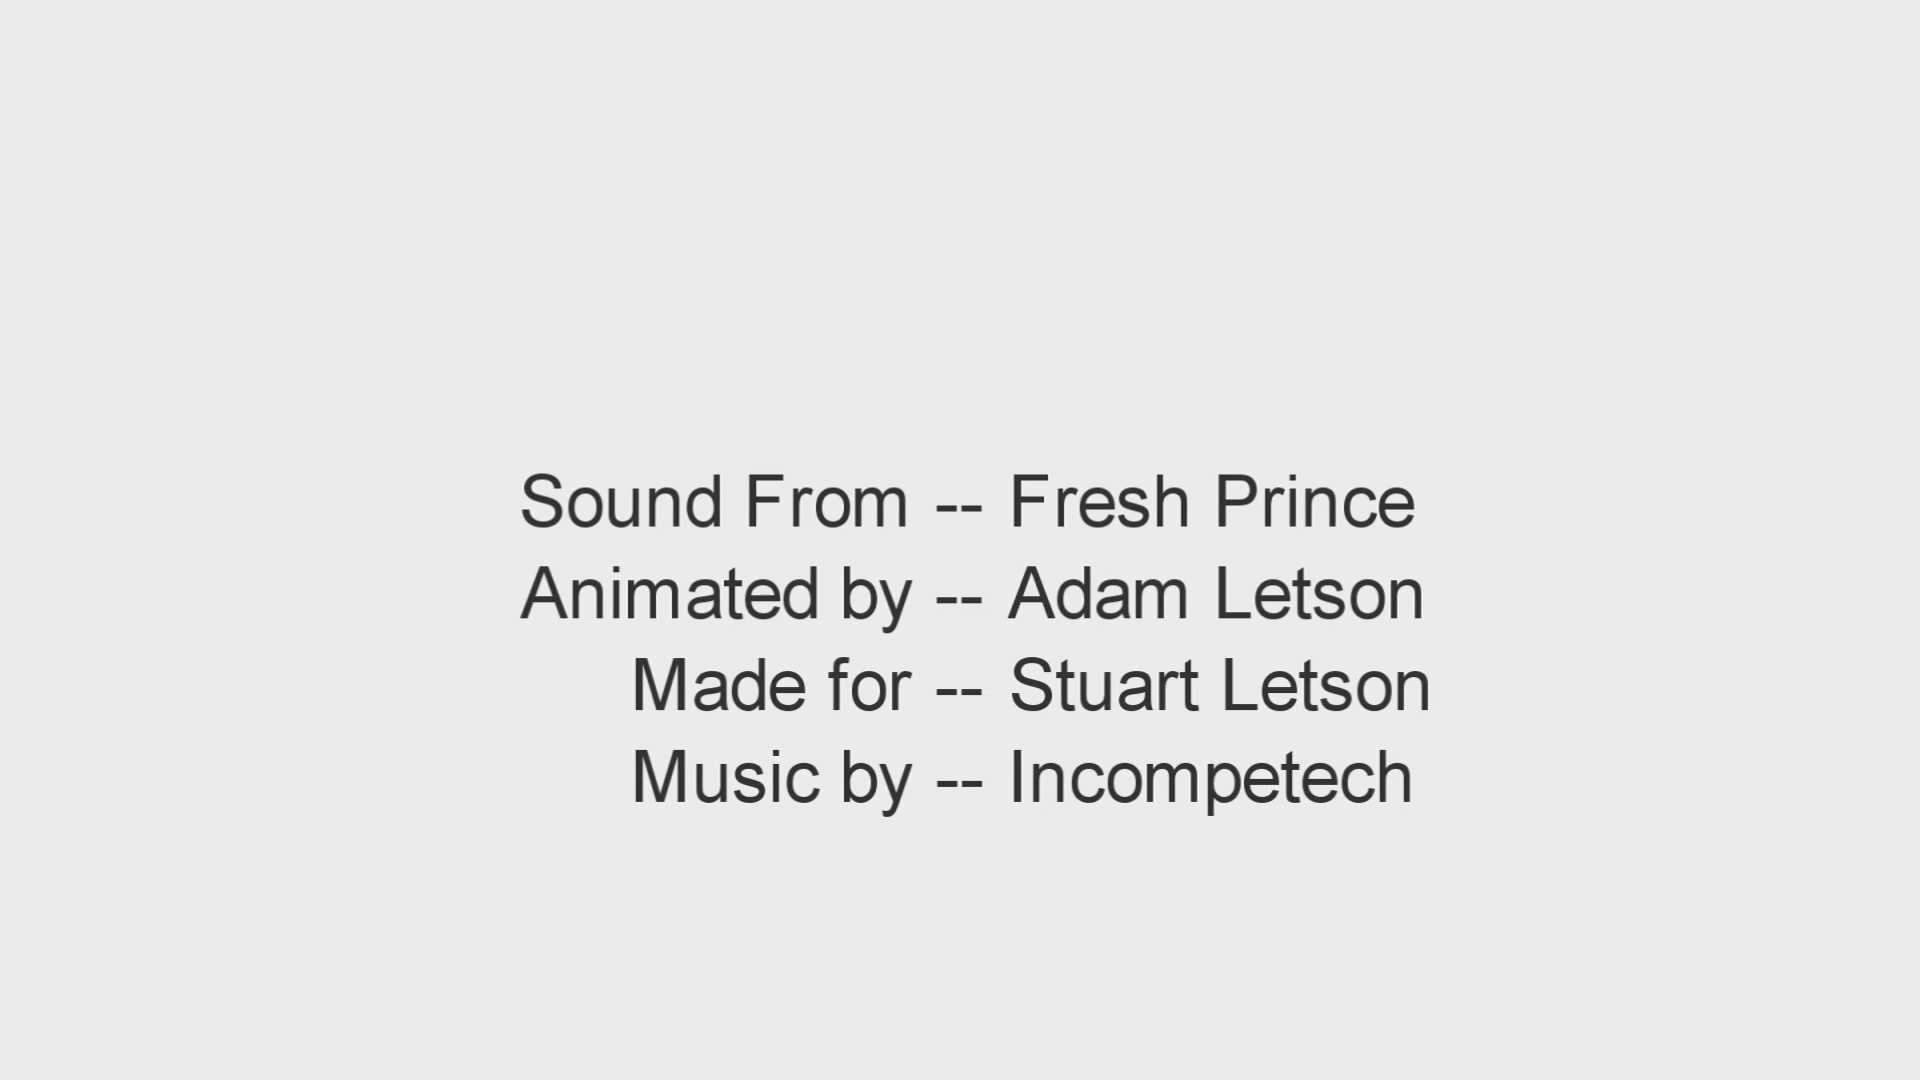 Sound From -- Fresh Prince
Animated by -- Adam Letson
Made for -- Stuart Letson
Music by -- Incompetech